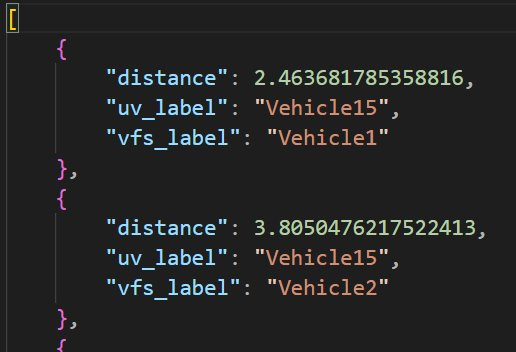 [
    {
        "distance": 2.463681785358816,
        "uv_label": "Vehicle15",
        "vfs_label": "Vehicle1"
    },
    {
        "distance": 3.8050476217522413,
        "uv_label": "Vehicle15",
        "vfs_label": "Vehicle2"
    },
    {